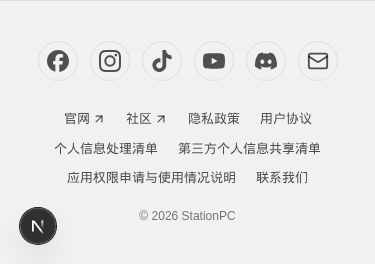 官网 社区 隐私政策 用户协议
个人信息处理清单 第三方个人信息共享清单
应用权限申请与使用情况说明 联系我们
© 2026 StationPC
N